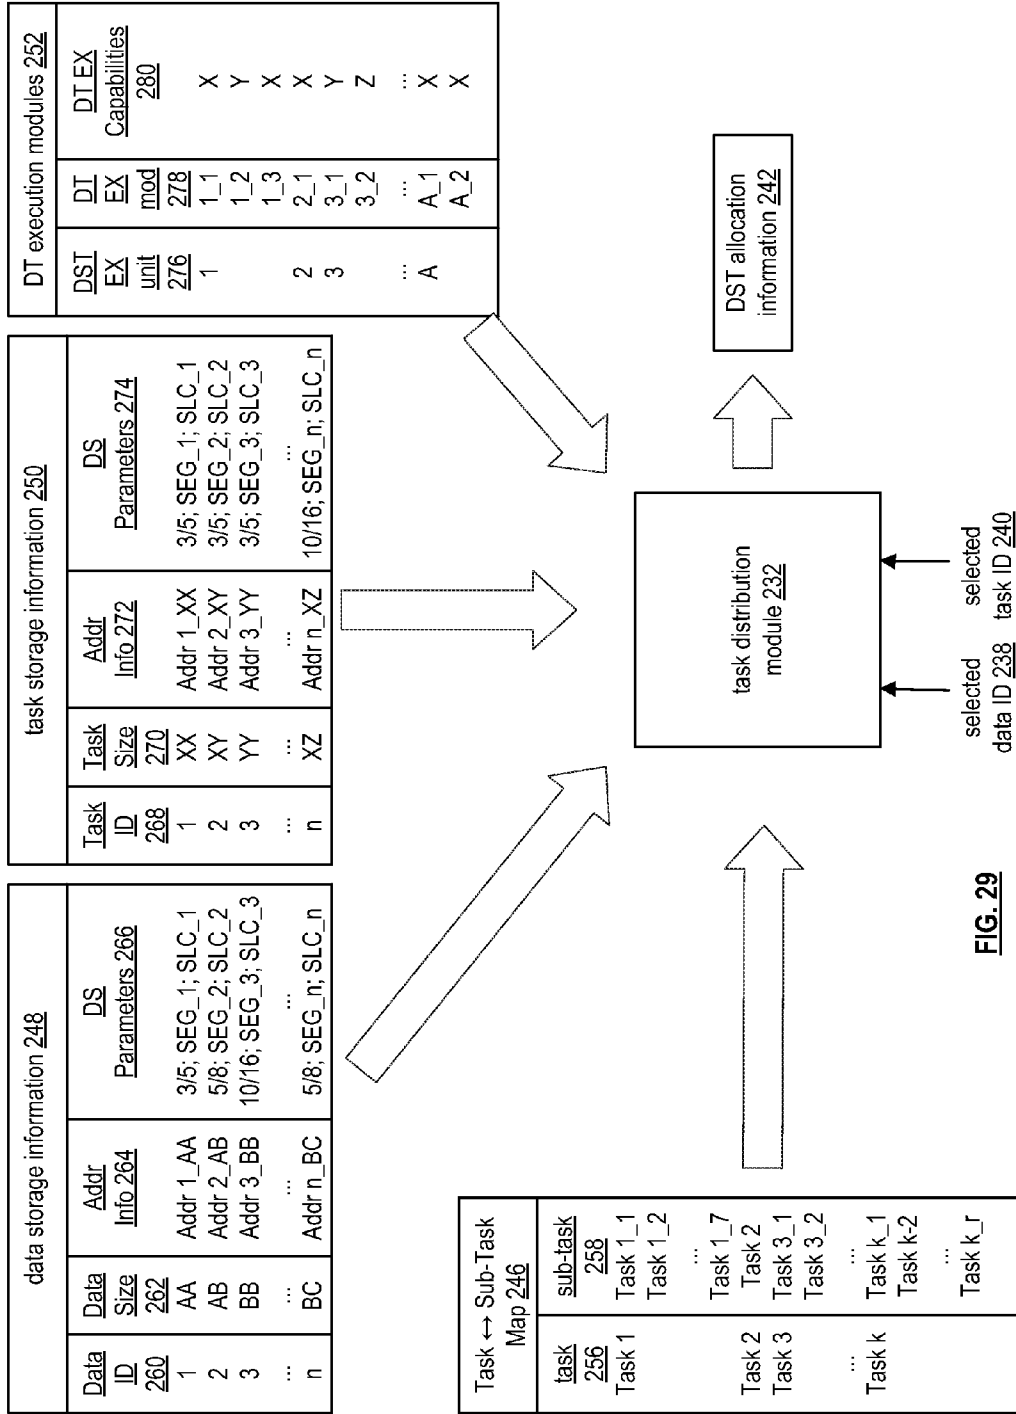 data storage information 248
Data ID 260
Data Size 262
Addr Info 264
DS Parameters 266
1 AA Addr 1_AA 3/5; SEG_1; SLC_1
2 AB Addr 2_AB 5/8; SEG_2; SLC_2
3 BB Addr 3_BB 10/16; SEG_3; SLC_3
... ... ... ...
n BC Addr n_BC 5/8; SEG_n; SLC_n
task storage information 250
Task ID 268
Task Size 270
Addr Info 272
DS Parameters 274
1 XX Addr 1_XX 3/5; SEG_1; SLC_1
2 XY Addr 2_XY 3/5; SEG_2; SLC_2
3 YY Addr 3_YY 3/5; SEG_3; SLC_3
... ... ... ...
n XZ Addr n_XZ 10/16; SEG_n; SLC_n
DT execution modules 252
DST EX unit 276
DT EX mod 278
DT EX Capabilities 280
1 1_1 X
1_2 Y
1_3 X
2 2_1 X
3 3_1 Y
3_2 Z
... ... ...
A A_1 X
A_2 X
Task ↔ Sub-Task
Map 246
task 256
sub-task 258
Task 1 Task 1_1
Task 1_2
...
Task 1_7
Task 2 Task 2
Task 3 Task 3_1
Task 3_2
... ...
Task k Task k_1
Task k-2
...
Task k_r
task distribution
module 232
DST allocation
information 242
selected
data ID 238
selected
task ID 240
FIG. 29